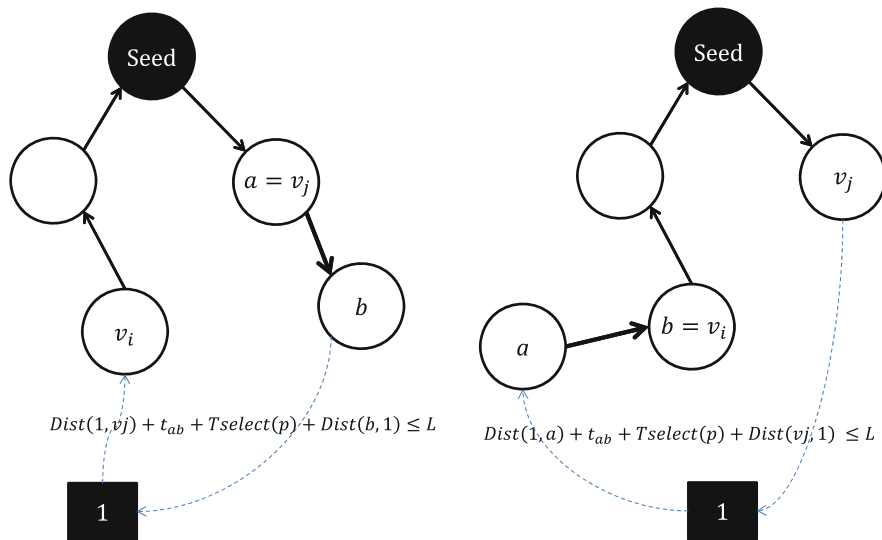 Seed
a = v_j
b
v_i
Dist(1, vj) + t_ab + Tselect(p) + Dist(b, 1) ≤ L
1
Seed
v_j
a
b = v_i
Dist(1, a) + t_ab + Tselect(p) + Dist(vj, 1) ≤ L
1